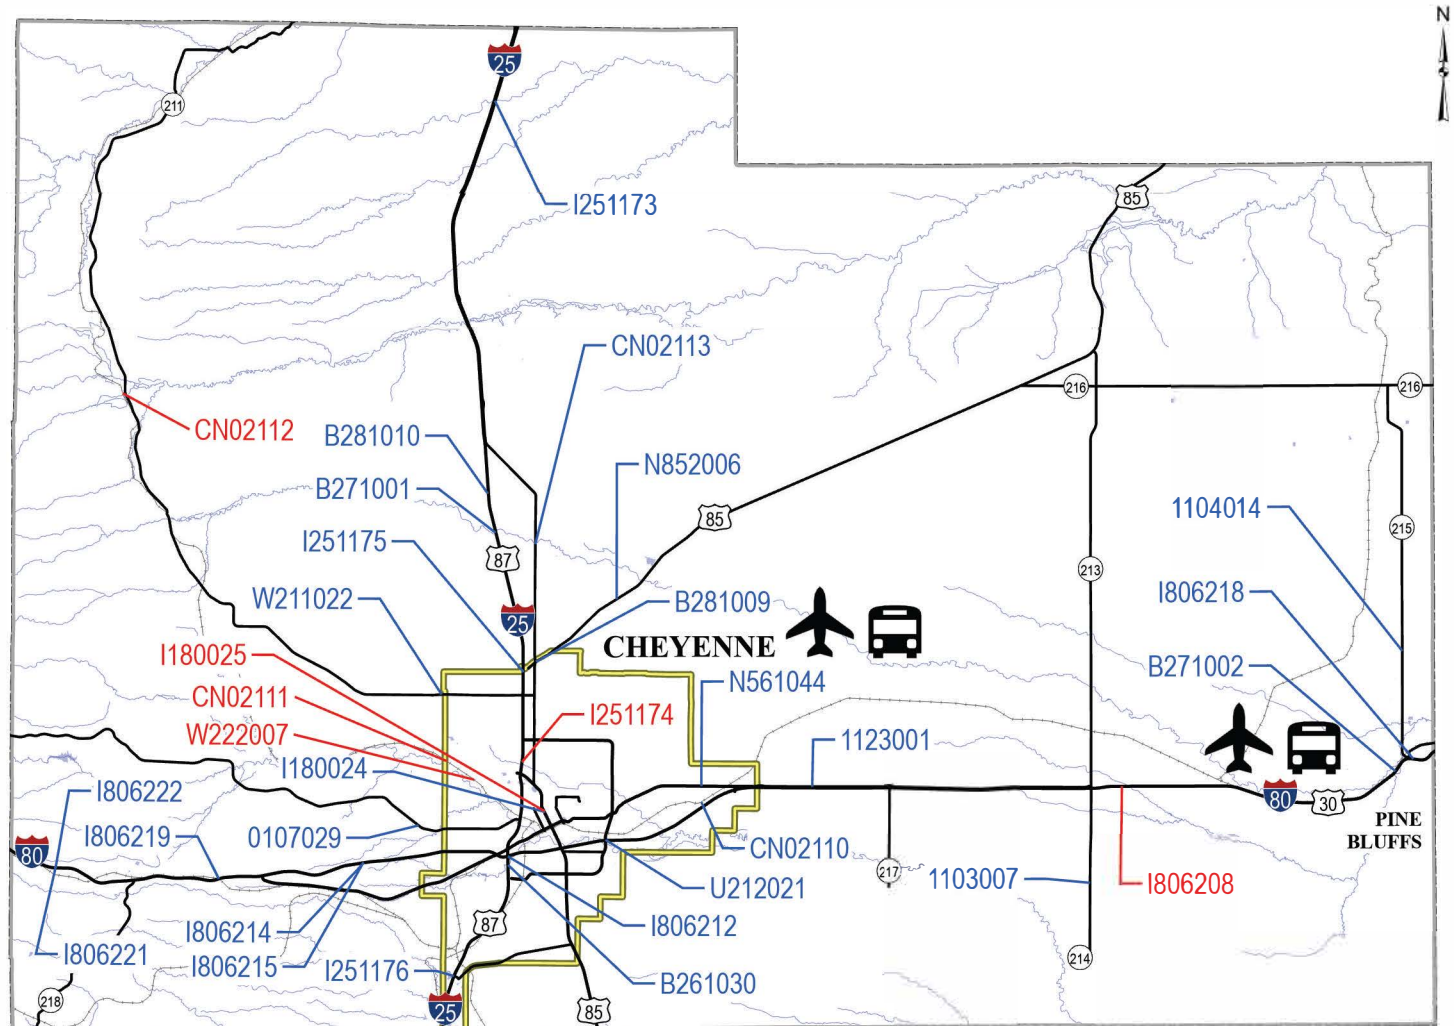 N
25
211
I251173
85
CN02113
216
216
CN02112
B281010
N852006
B271001
85
1104014
215
I251175
87
213
W211022
B281009
I806218
25
CHEYENNE
I180025
B271002
CN02111
N561044
I251174
W222007
1123001
I180024
I806222
80
30
PINE
BLUFFS
I806219
0107029
80
CN02110
217
1103007
I806208
U212021
87
I806214
I806212
I806221
I806215
I251176
214
B261030
218
25
85